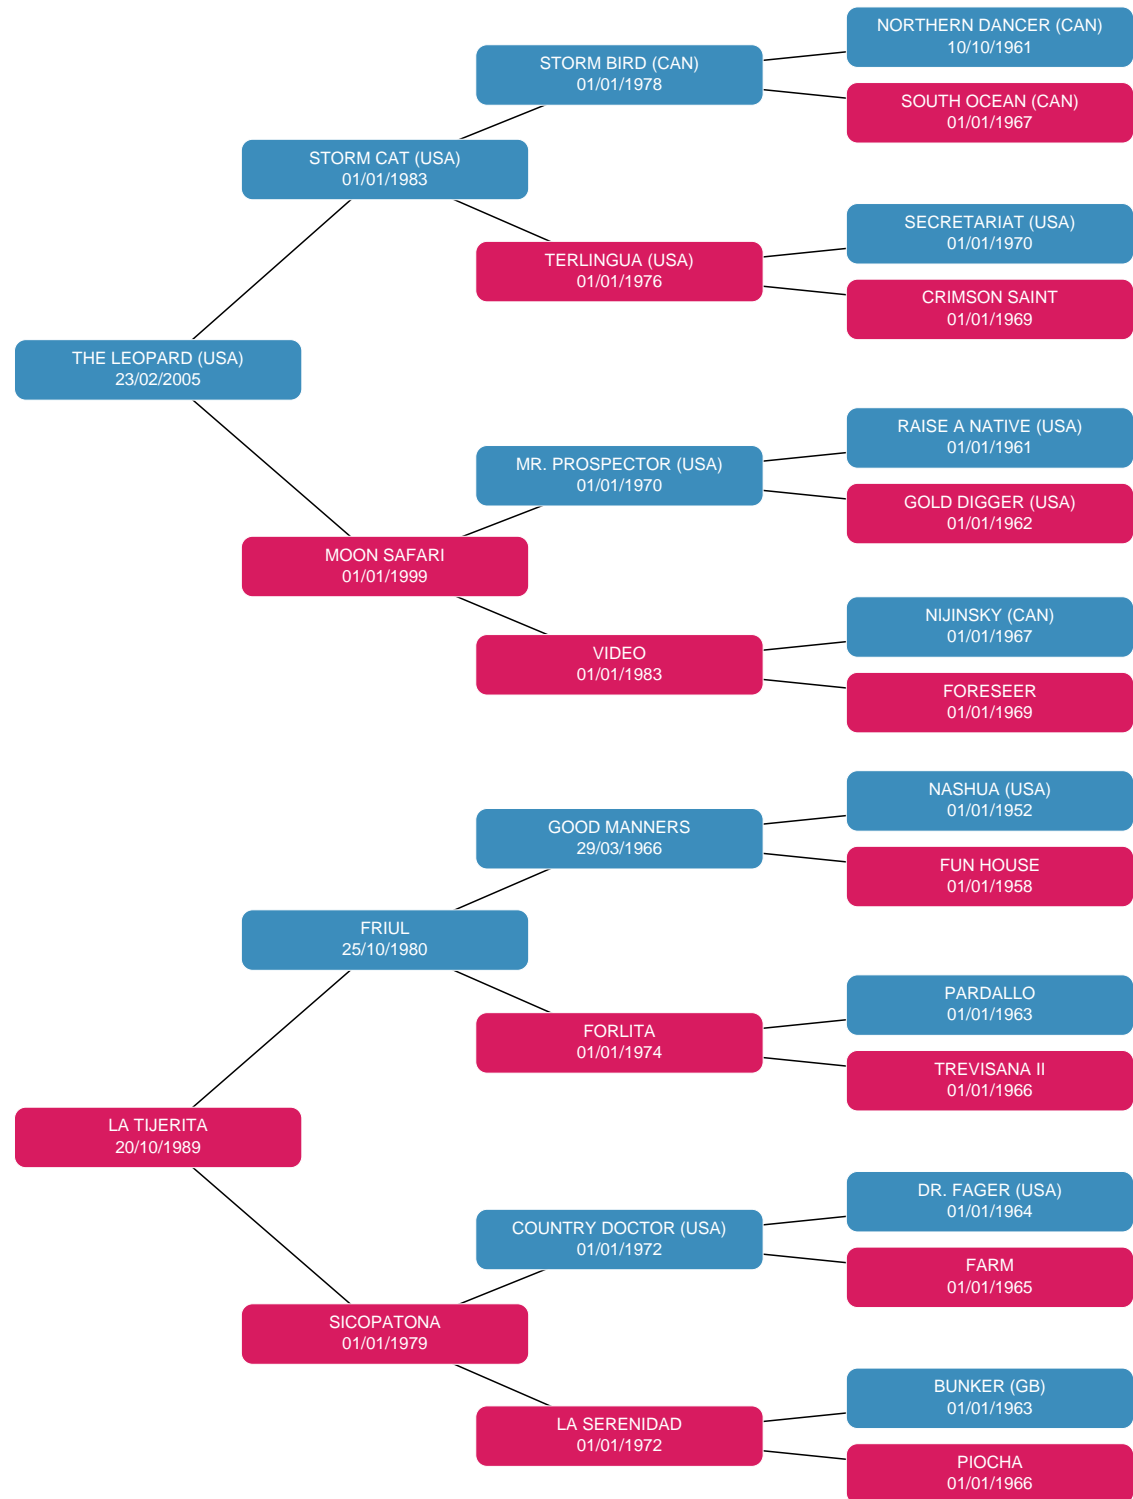 NORTHERN DANCER (CAN)
10/10/1961
STORM BIRD (CAN)
01/01/1978
SOUTH OCEAN (CAN)
01/01/1967
STORM CAT (USA)
01/01/1983
SECRETARIAT (USA)
01/01/1970
TERLINGUA (USA)
01/01/1976
CRIMSON SAINT
01/01/1969
THE LEOPARD (USA)
23/02/2005
RAISE A NATIVE (USA)
01/01/1961
MR. PROSPECTOR (USA)
01/01/1970
GOLD DIGGER (USA)
01/01/1962
MOON SAFARI
01/01/1999
NIJINSKY (CAN)
01/01/1967
VIDEO
01/01/1983
FORESEER
01/01/1969
NASHUA (USA)
01/01/1952
GOOD MANNERS
29/03/1966
FUN HOUSE
01/01/1958
FRIUL
25/10/1980
PARDALLO
01/01/1963
FORLITA
01/01/1974
TREVISANA II
01/01/1966
LA TIJERITA
20/10/1989
DR. FAGER (USA)
01/01/1964
COUNTRY DOCTOR (USA)
01/01/1972
FARM
01/01/1965
SICOPATONA
01/01/1979
BUNKER (GB)
01/01/1963
LA SERENIDAD
01/01/1972
PIOCHA
01/01/1966